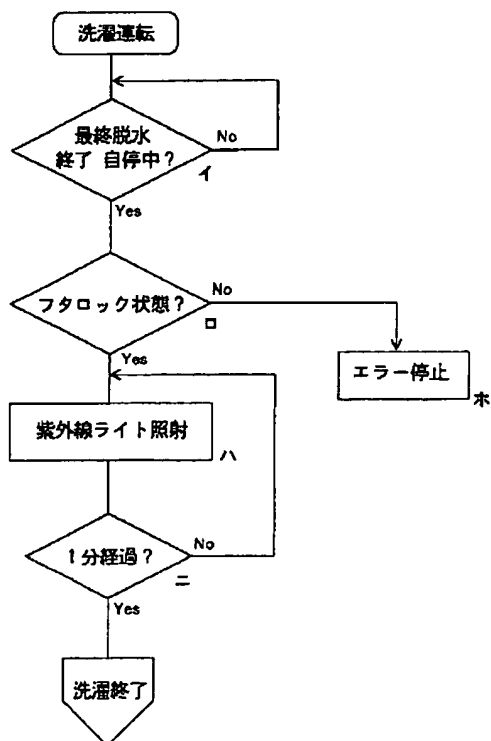 洗濯運転
最終脱水
終了 自停中？
No
イ
Yes
フタロック状態？
No
ロ
Yes
エラー停止
ホ
紫外線ライト照射
ハ
1分経過？
No
ニ
Yes
洗濯終了